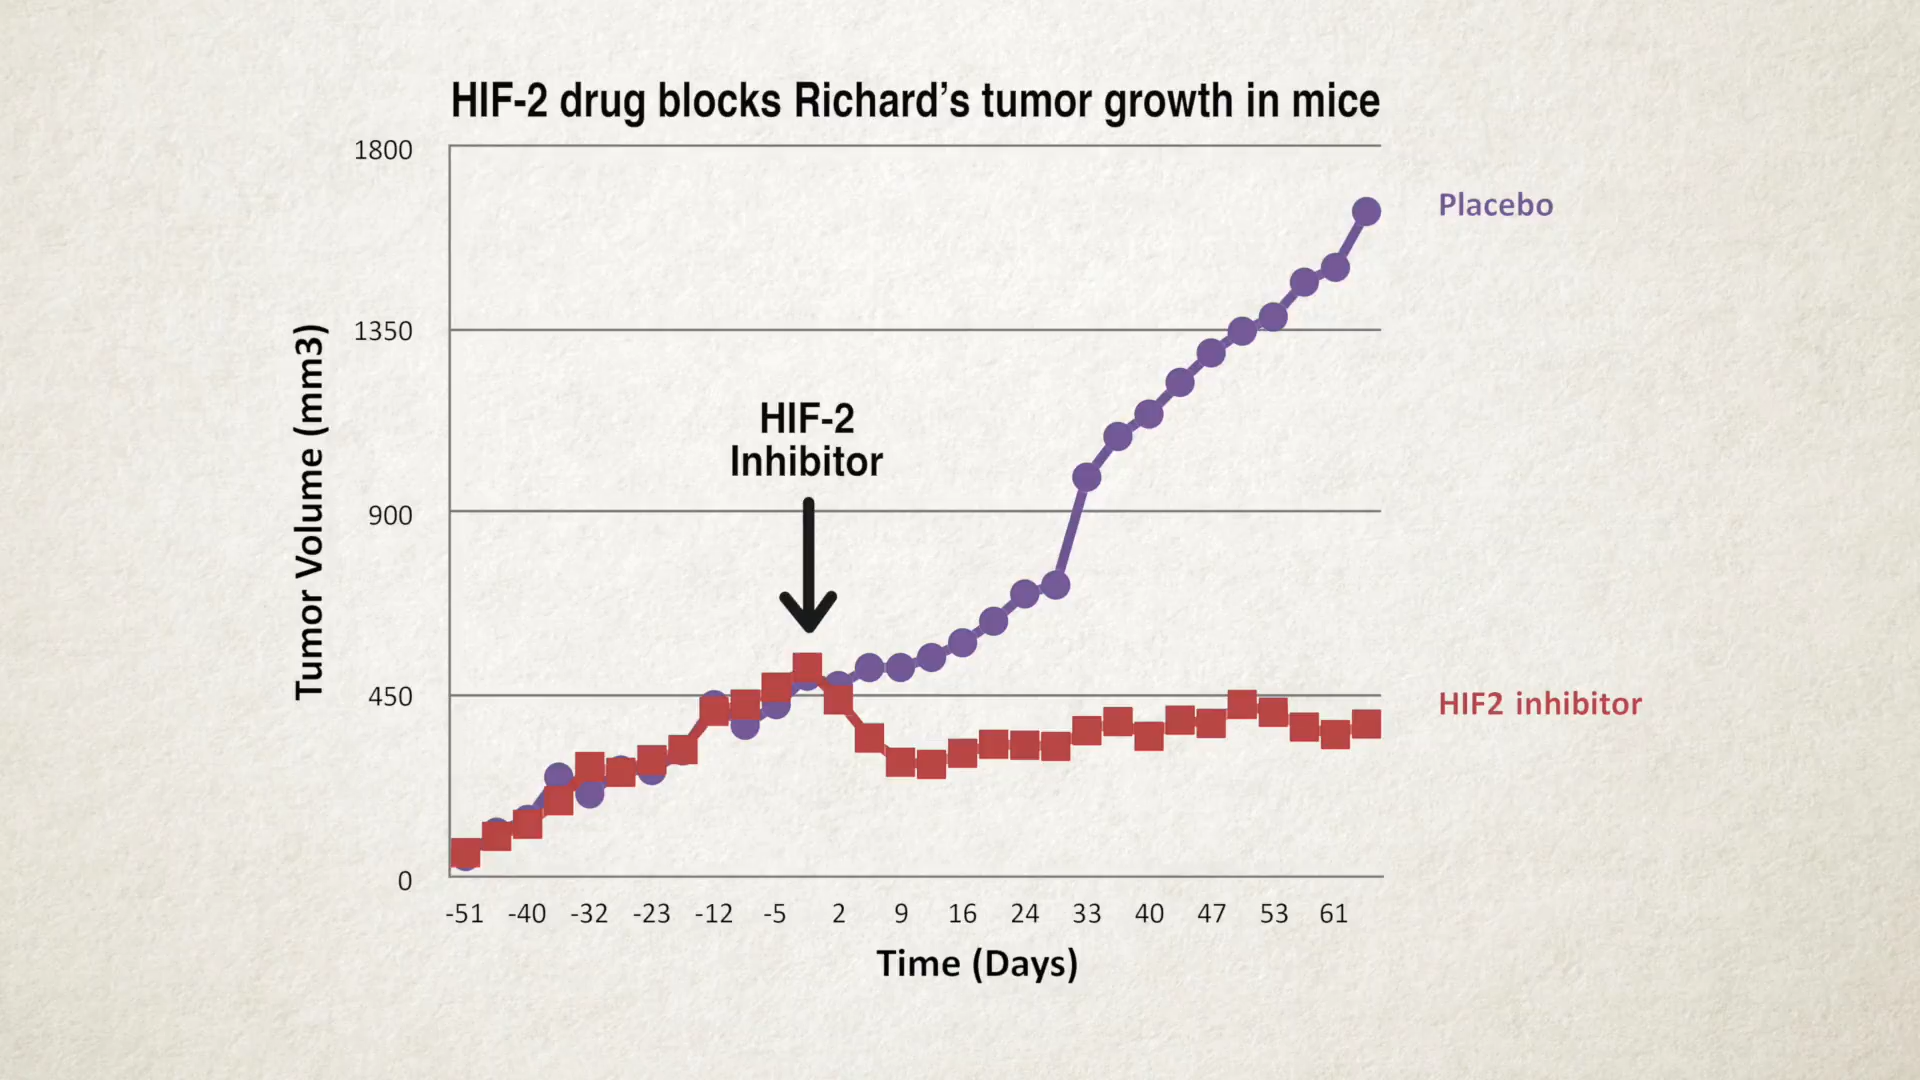 HIF-2 drug blocks Richard’s tumor growth in mice
1800
1350
900
450
0
Tumor Volume (mm3)
HIF-2
Inhibitor
Placebo
HIF2 inhibitor
-51 -40 -32 -23 -12 -5 2 9 16 24 33 40 47 53 61
Time (Days)